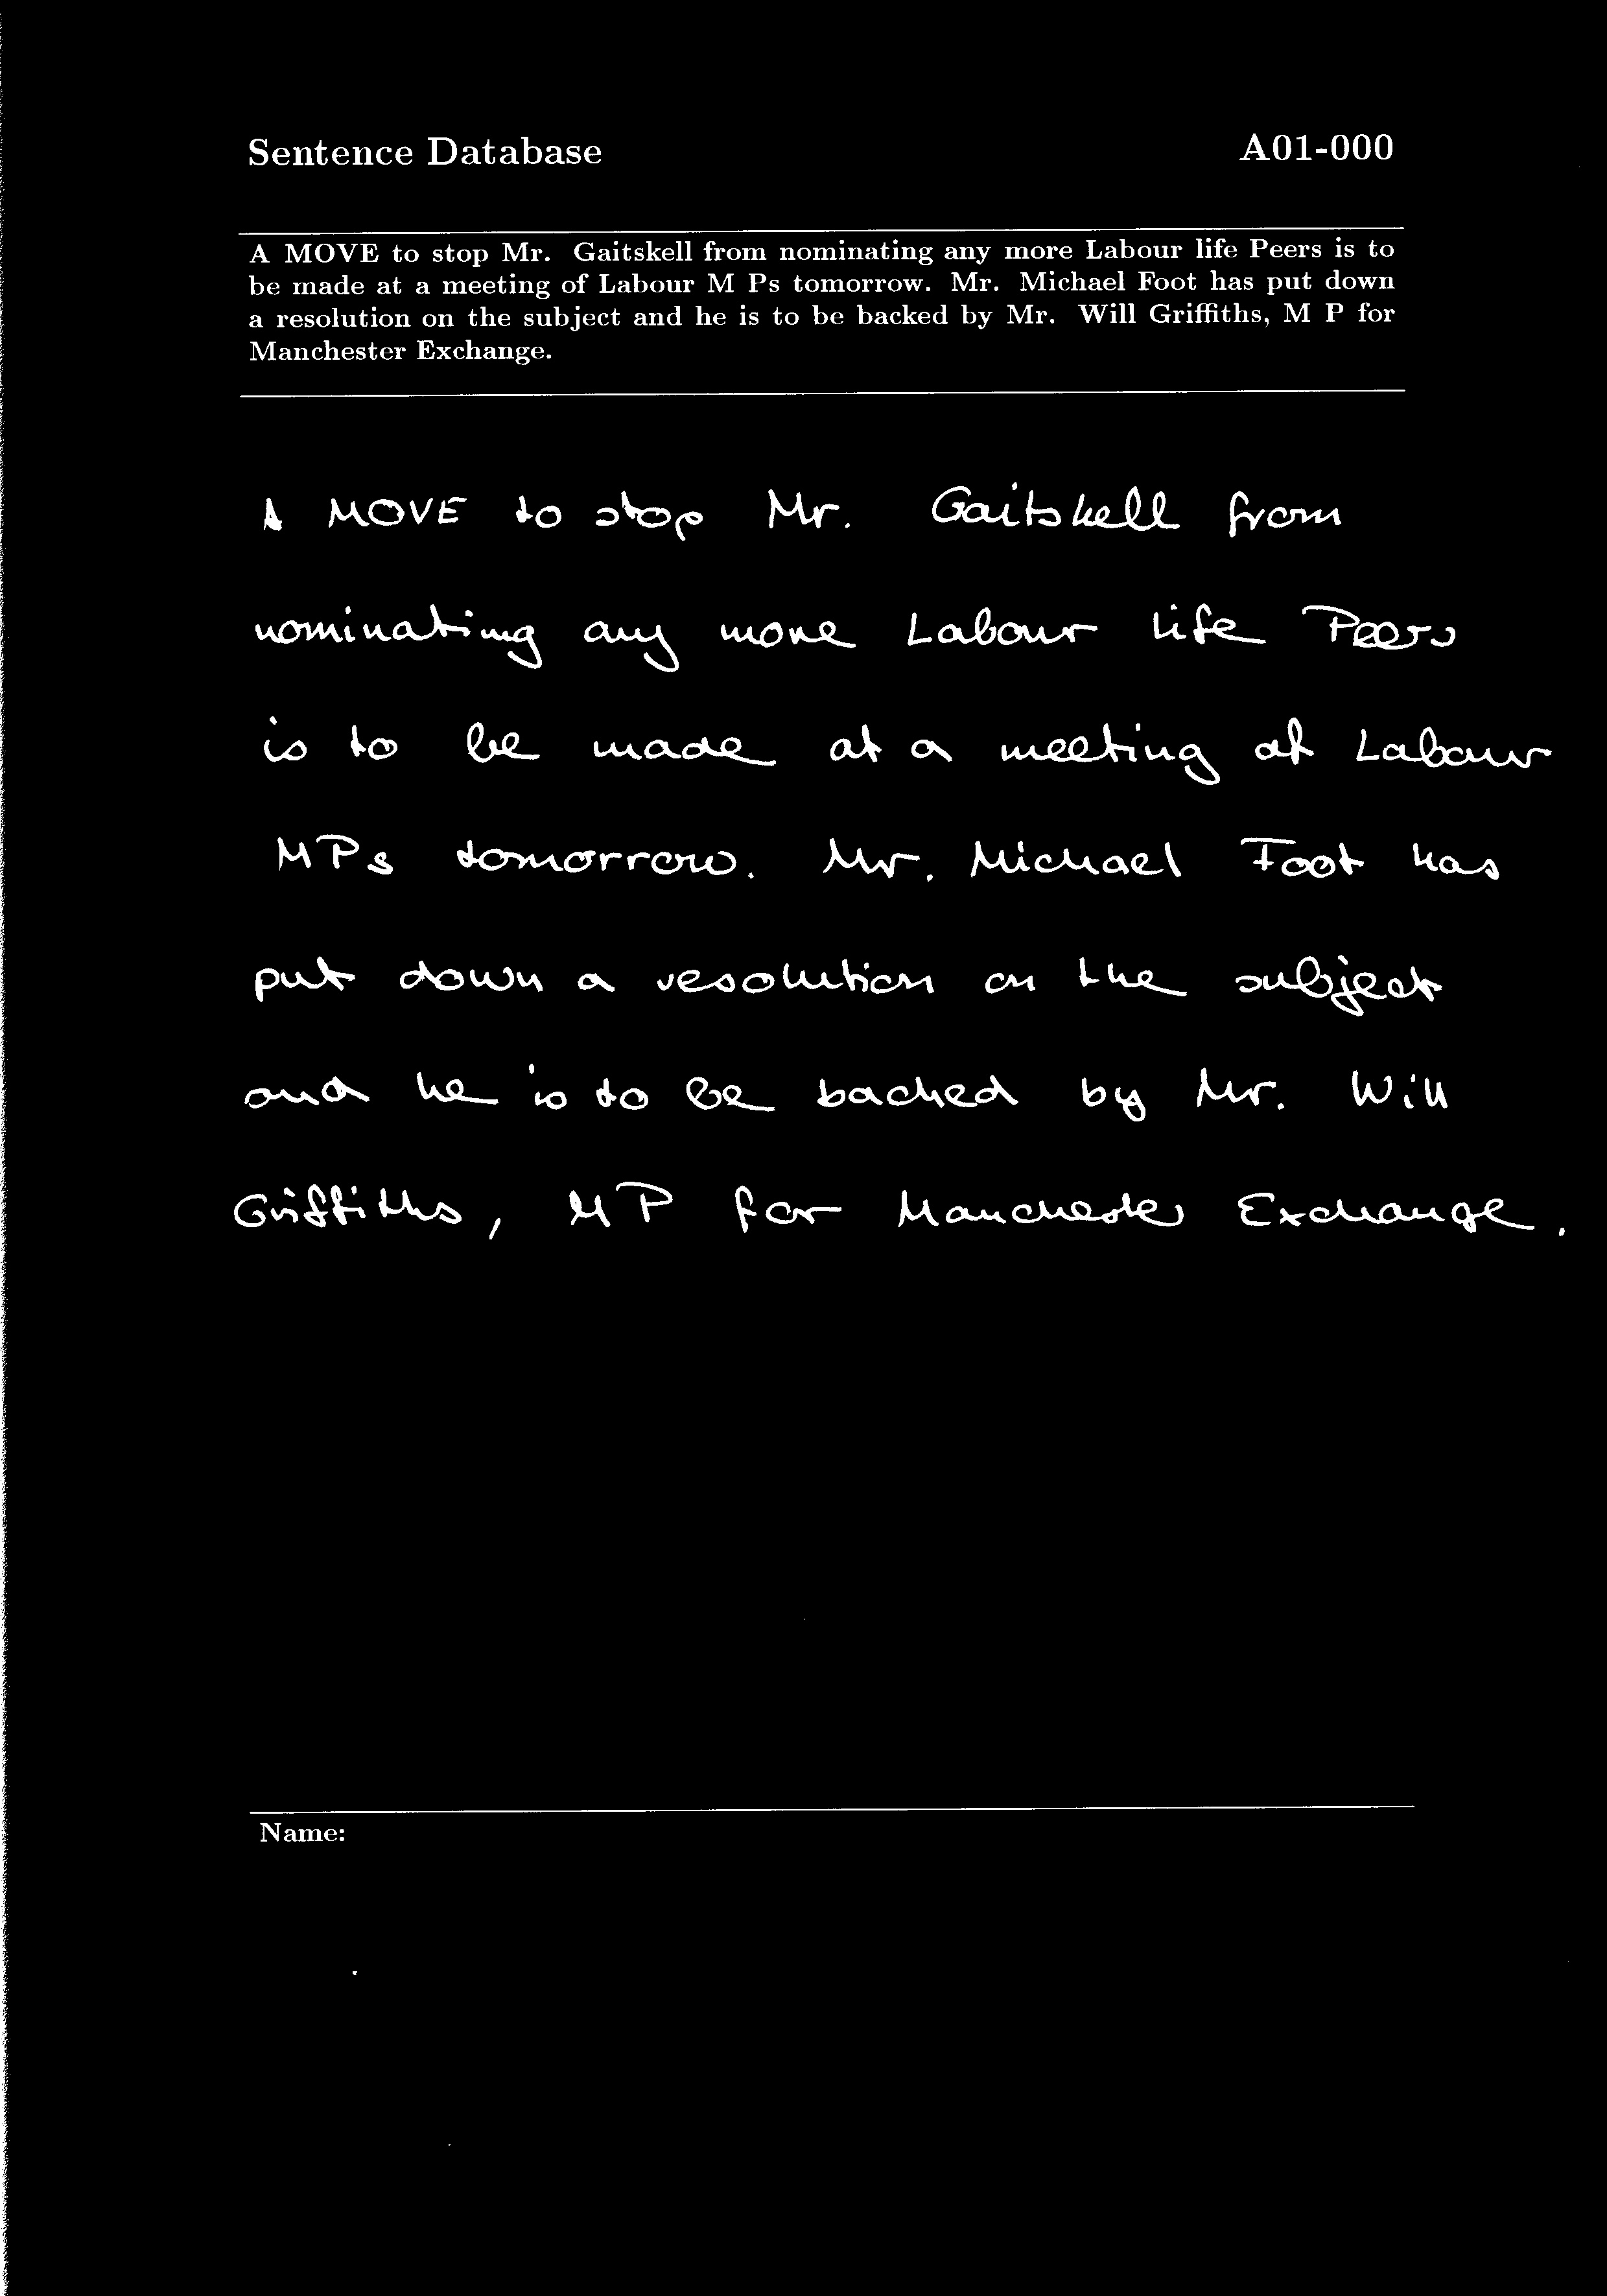 Sentence Database A01-000
A MOVE to stop Mr. Gaitskell from nominating any more Labour life Peers is to
be made at a meeting of Labour M Ps tomorrow. Mr. Michael Foot has put down
a resolution on the subject and he is to be backed by Mr. Will Griffiths, M P for
Manchester Exchange.
A MOVE to stop Mr. Gaitskell from
nominating any more Labour life Peers
is to be made at a meeting of Labour
MPs tomorrow. Mr. Michael Foot has
put down a resolution on the subject
and he is to be backed by Mr. Will
Griffiths, MP for Manchester Exchange.
Name: